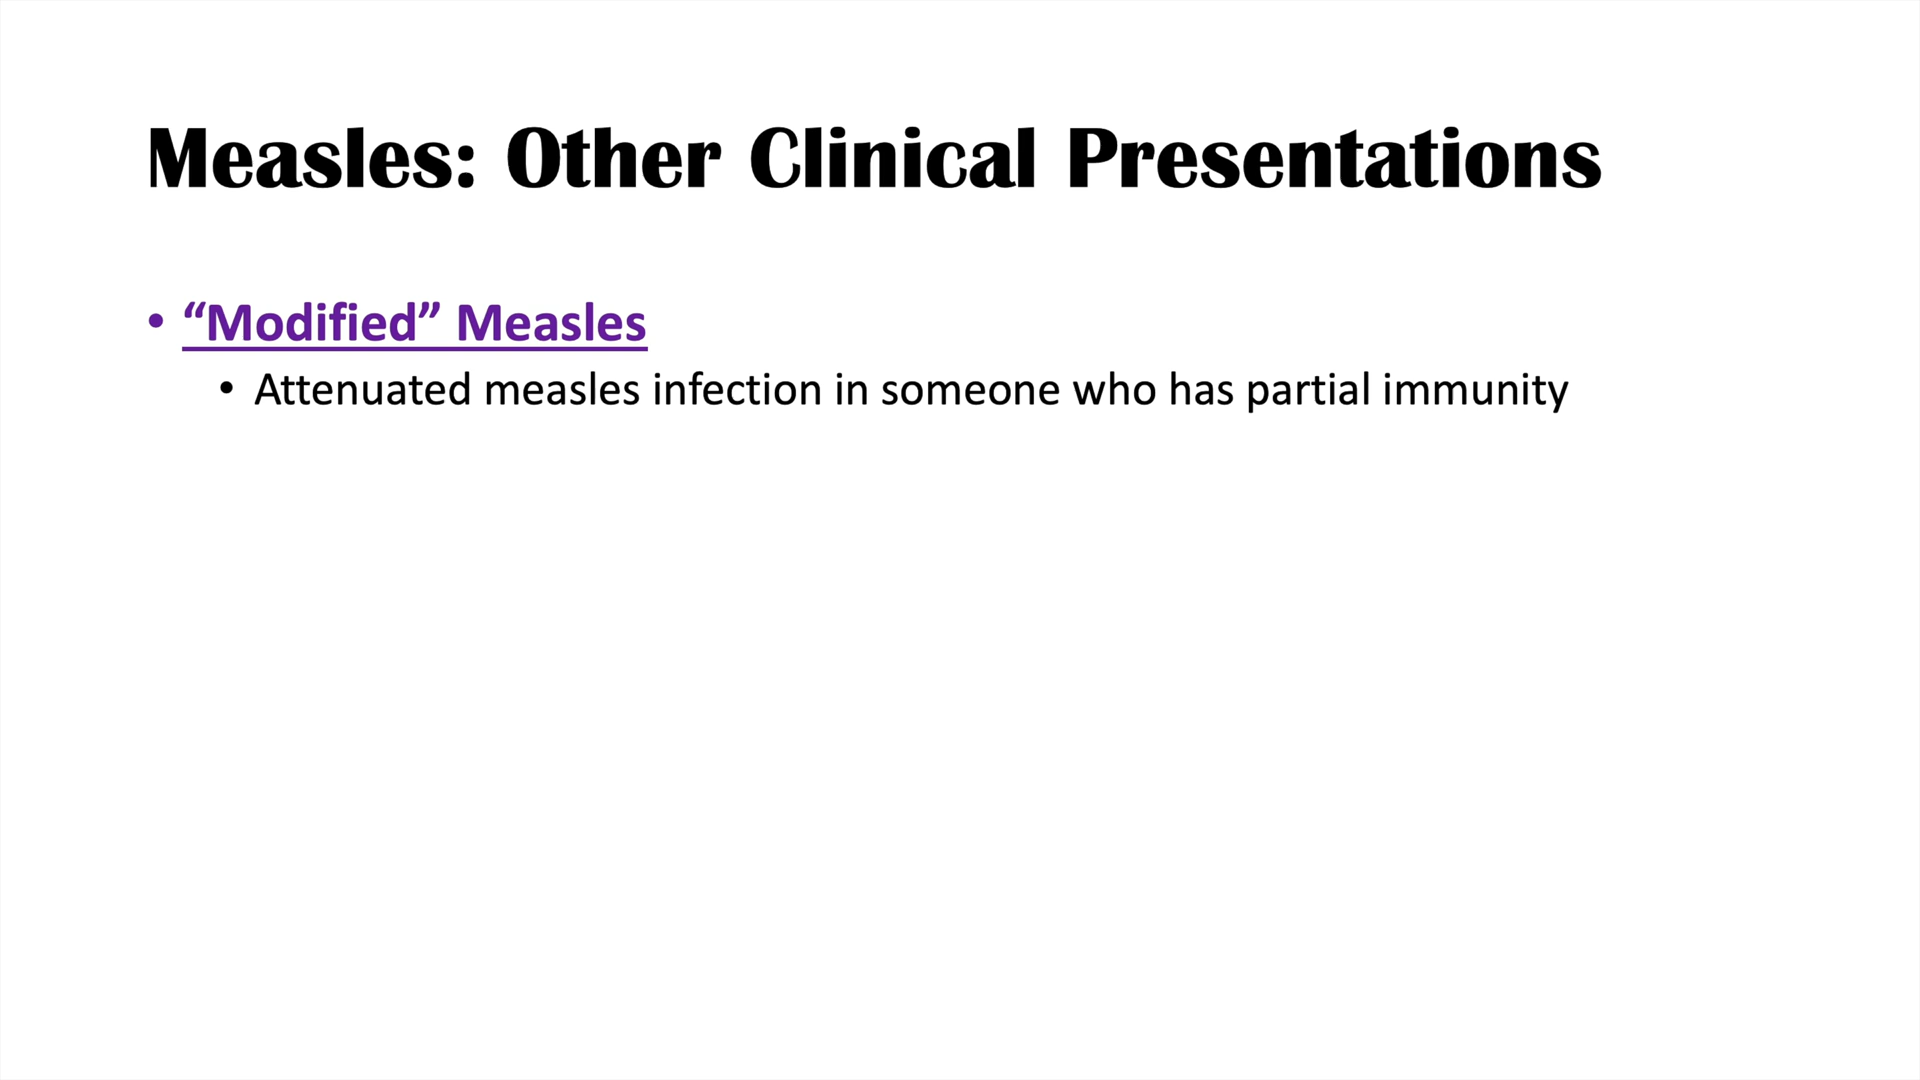 Measles: Other Clinical Presentations
• “Modified” Measles
• Attenuated measles infection in someone who has partial immunity